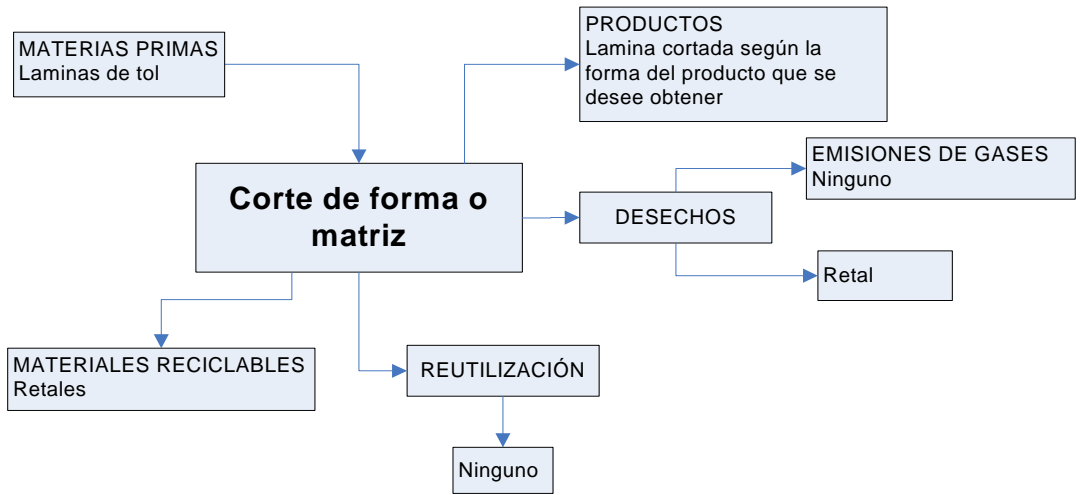 MATERIAS PRIMAS
Laminas de tol
PRODUCTOS
Lamina cortada según la
forma del producto que se
desee obtener
EMISIONES DE GASES
Ninguno
Corte de forma o
matriz
DESECHOS
Retal
MATERIALES RECICLABLES
Retales
REUTILIZACIÓN
Ninguno